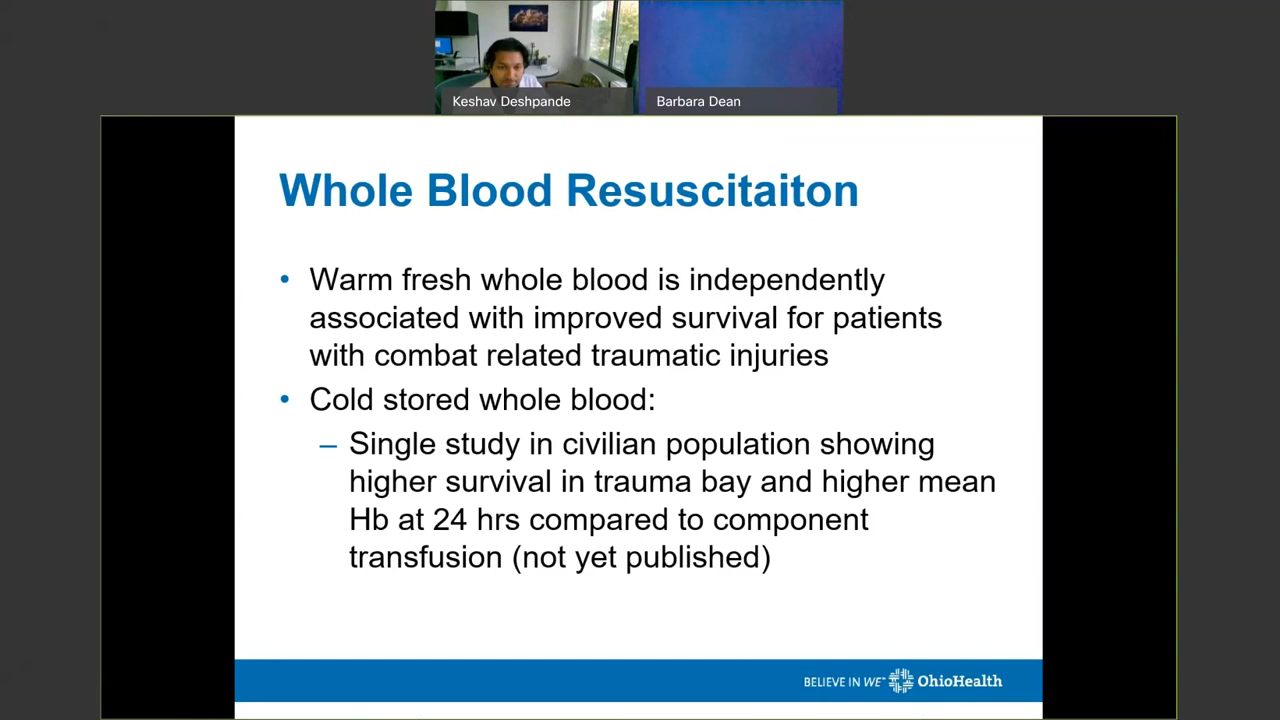 Keshav Deshpande
Barbara Dean
Whole Blood Resuscitaiton
• Warm fresh whole blood is independently
associated with improved survival for patients
with combat related traumatic injuries
• Cold stored whole blood:
– Single study in civilian population showing
higher survival in trauma bay and higher mean
Hb at 24 hrs compared to component
transfusion (not yet published)
BELIEVE IN WE℠ OhioHealth